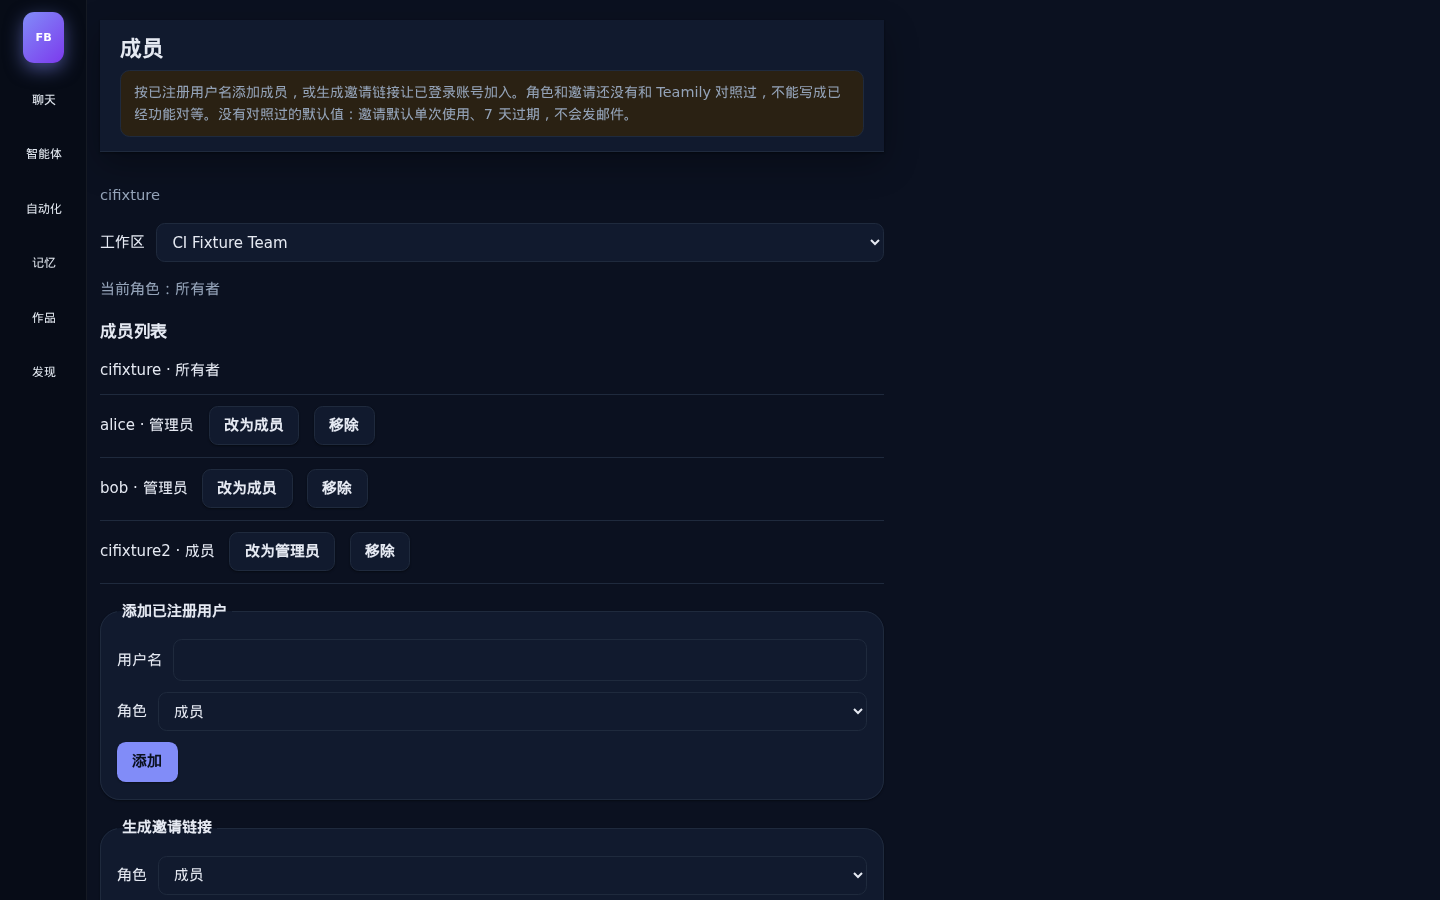 FB
聊天
智能体
自动化
记忆
作品
发现
成员
按已注册用户名添加成员，或生成邀请链接让已登录账号加入。角色和邀请还没有和 Teamily 对照过，不能写成已
经功能对等。没有对照过的默认值：邀请默认单次使用、7 天过期，不会发邮件。
cifixture
工作区 CI Fixture Team
当前角色：所有者
成员列表
cifixture · 所有者
alice · 管理员 改为成员 移除
bob · 管理员 改为成员 移除
cifixture2 · 成员 改为管理员 移除
添加已注册用户
用户名
角色 成员
添加
生成邀请链接
角色 成员